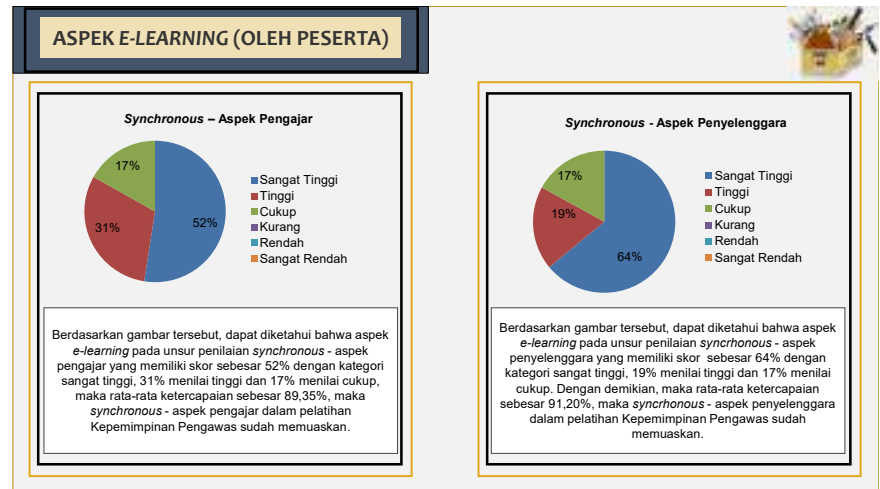 ASPEK E-LEARNING (OLEH PESERTA)
Synchronous – Aspek Pengajar
17%
31%
52%
Sangat Tinggi
Tinggi
Cukup
Kurang
Rendah
Sangat Rendah
Berdasarkan gambar tersebut, dapat diketahui bahwa aspek
e-learning pada unsur penilaian synchronous - aspek
pengajar yang memiliki skor sebesar 52% dengan kategori
sangat tinggi, 31% menilai tinggi dan 17% menilai cukup,
maka rata-rata ketercapaian sebesar 89,35%, maka
synchronous - aspek pengajar dalam pelatihan
Kepemimpinan Pengawas sudah memuaskan.
Synchronous - Aspek Penyelenggara
17%
19%
64%
Sangat Tinggi
Tinggi
Cukup
Kurang
Rendah
Sangat Rendah
Berdasarkan gambar tersebut, dapat diketahui bahwa aspek
e-learning pada unsur penilaian syncrhonous - aspek
penyelenggara yang memiliki skor sebesar 64% dengan
kategori sangat tinggi, 19% menilai tinggi dan 17% menilai
cukup. Dengan demikian, maka rata-rata ketercapaian
sebesar 91,20%, maka syncrhonous - aspek penyelenggara
dalam pelatihan Kepemimpinan Pengawas sudah
memuaskan.